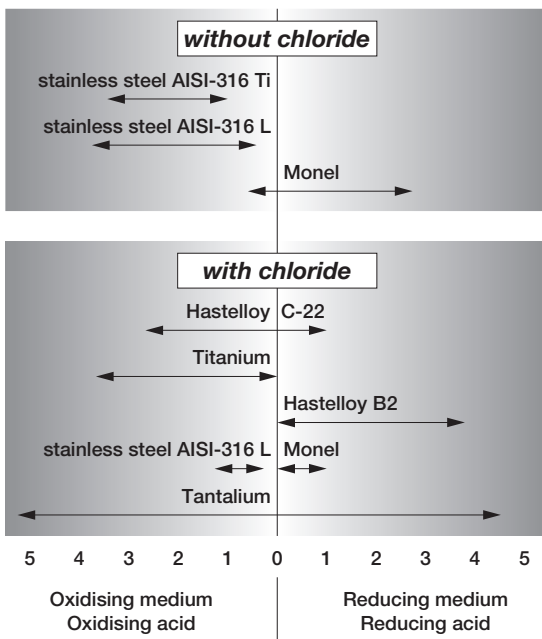 without chloride
stainless steel AISI-316 Ti
stainless steel AISI-316 L
Monel
with chloride
Hastelloy C-22
Titanium
Hastelloy B2
stainless steel AISI-316 L Monel
Tantalium
5 4 3 2 1 0 1 2 3 4 5
Oxidising medium Reducing medium
Oxidising acid Reducing acid